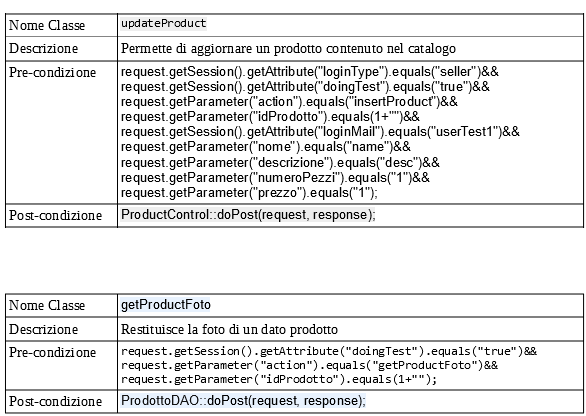 Nome Classe updateProduct
Descrizione Permette di aggiornare un prodotto contenuto nel catalogo
Pre-condizione request.getSession().getAttribute("loginType").equals("seller")&&
request.getSession().getAttribute("doingTest").equals("true")&&
request.getParameter("action").equals("insertProduct")&&
request.getParameter("idProdotto").equals(1+"")&&
request.getSession().getAttribute("loginMail").equals("userTest1")&&
request.getParameter("nome").equals("name")&&
request.getParameter("descrizione").equals("desc")&&
request.getParameter("numeroPezzi").equals("1")&&
request.getParameter("prezzo").equals("1");
Post-condizione ProductControl::doPost(request, response);
Nome Classe getProductFoto
Descrizione Restituisce la foto di un dato prodotto
Pre-condizione request.getSession().getAttribute("doingTest").equals("true")&&
request.getParameter("action").equals("getProductFoto")&&
request.getParameter("idProdotto").equals(1+"");
Post-condizione ProdottoDAO::doPost(request, response);